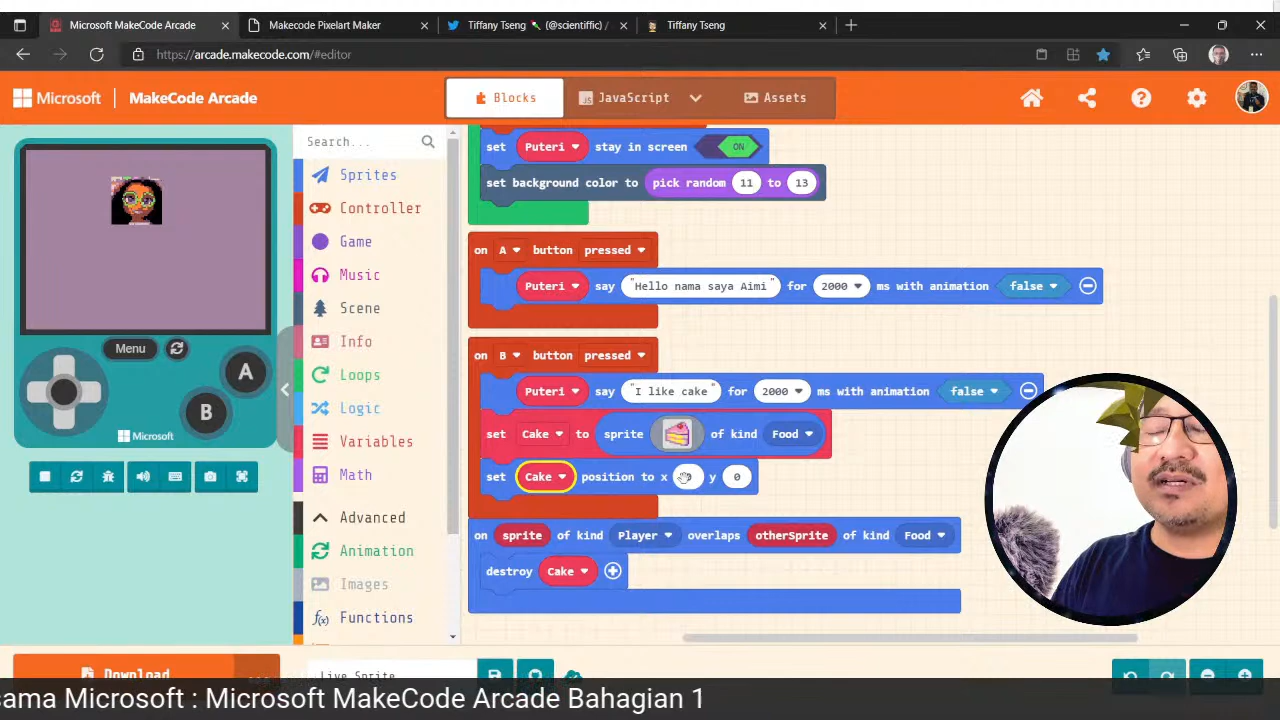 Microsoft MakeCode Arcade
Makecode Pixelart Maker
Tiffany Tseng (@scientiffic) /
Tiffany Tseng
https://arcade.makecode.com/#editor
Microsoft
MakeCode Arcade
Blocks
JavaScript
Assets
Search...
Sprites
Controller
Game
Music
Scene
Info
Loops
Logic
Variables
Math
Advanced
Animation
Images
Functions
Menu
A
B
Microsoft
set Puteri stay in screen ON
set background color to pick random 11 to 13
on A button pressed
Puteri say "Hello nama saya Aimi" for 2000 ms with animation false
on B button pressed
Puteri say "I like cake" for 2000 ms with animation false
set Cake to sprite of kind Food
set Cake position to x y 0
on sprite of kind Player overlaps otherSprite of kind Food
destroy Cake
Download
Live Sprite
sama Microsoft : Microsoft MakeCode Arcade Bahagian 1